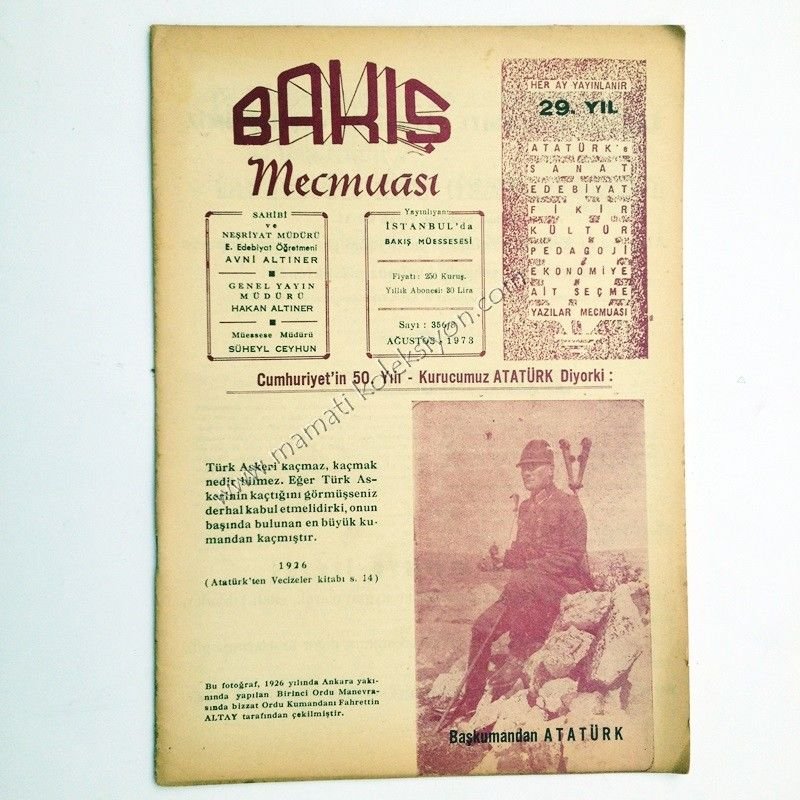 BAKIŞ
Mecmuası
SAHİBİ
ve
NEŞRİYAT MÜDÜRÜ
E. Edebiyat Öğretmeni
AVNİ ALTINER
GENEL YAYIN
MÜDÜRÜ
HAKAN ALTINER
Müessese Müdürü
SÜHEYL CEYHUN
Yayınlıyan:
İSTANBUL'da
BAKIŞ MÜESSESESİ
Fiyatı: 250 Kuruş.
Yıllık Abonesi: 30 Lira
Sayı :
AĞUSTOS - 1973
HER AY YAYINLANIR
29. YIL
ATATÜRK'e
SANAT
EDEBİYAT
FİKİR
KÜLTÜR
PEDAGOJİ
EKONOMİYE
AİT SEÇME
YAZILAR MECMUASI
Cumhuriyet'in 50. Yılı - Kurucumuz ATATÜRK Diyorki :
Türk Askeri kaçmaz, kaçmak
nedir bilmez. Eğer Türk As-
kerinin kaçtığını görmüşseniz
derhal kabul etmelidirki, onun
başında bulunan en büyük ku-
mandan kaçmıştır.
1926
(Atatürk'ten Vecizeler kitabı s. 14)
Bu fotoğraf, 1926 yılında Ankara yakı-
nında yapılan Birinci Ordu Manevra-
sında bizzat Ordu Kumandanı Fahrettin
ALTAY tarafından çekilmiştir.
Başkumandan ATATÜRK
www.mamatikoleksiyon.com